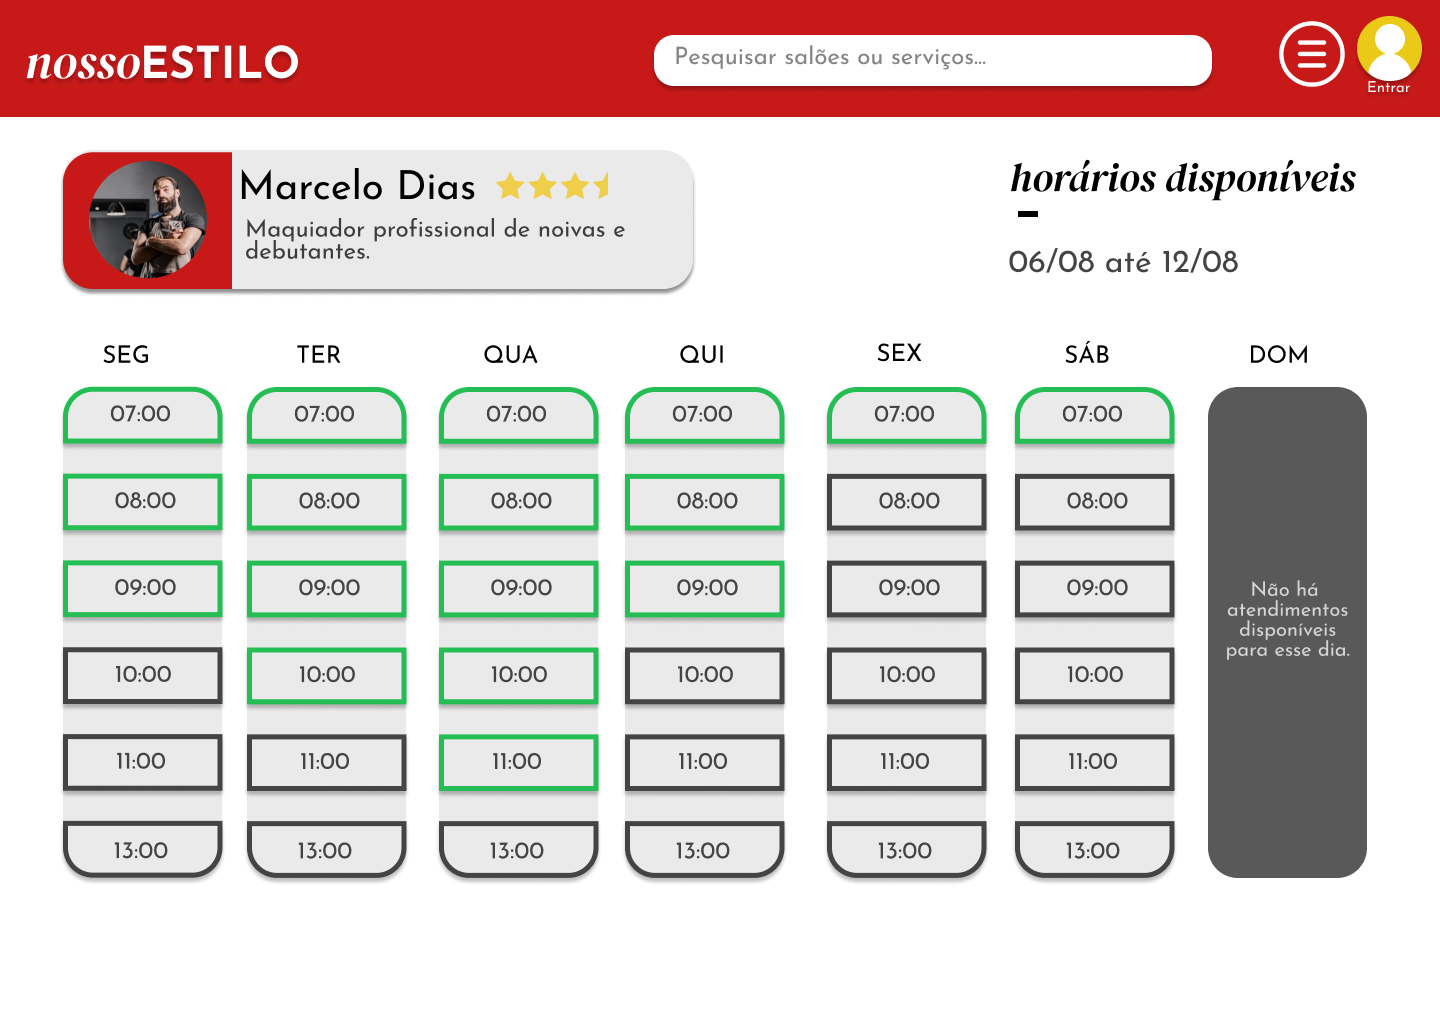 nossoESTILO
Pesquisar salões ou serviços...
Entrar
Marcelo Dias
Maquiador profissional de noivas e
debutantes.
horários disponíveis
06/08 até 12/08
SEG TER QUA QUI SEX SÁB DOM
07:00 07:00 07:00 07:00 07:00 07:00
08:00 08:00 08:00 08:00 08:00 08:00
09:00 09:00 09:00 09:00 09:00 09:00
10:00 10:00 10:00 10:00 10:00 10:00
11:00 11:00 11:00 11:00 11:00 11:00
13:00 13:00 13:00 13:00 13:00 13:00
Não há
atendimentos
disponíveis
para esse dia.